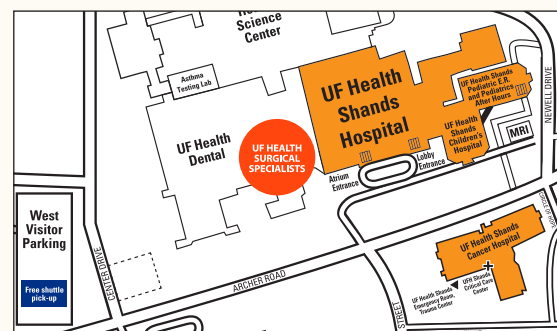 Science
Center
Asthma
Testing Lab
UF Health
Dental
UF HEALTH
SURGICAL
SPECIALISTS
UF Health
Shands
Hospital
UF Health Shands
Pediatric E.R.
and Pediatrics
After Hours
UF Health
Shands
Children's
Hospital
MRI
NEWELL DRIVE
Atrium
Entrance
Lobby
Entrance
West
Visitor
Parking
Free shuttle
pick-up
CENTER DRIVE
ARCHER ROAD
UF Health Shands
Cancer Hospital
UF Health Shands
Emergency Room,
Trauma Center
UFH Shands
Critical Care
Center
STREET